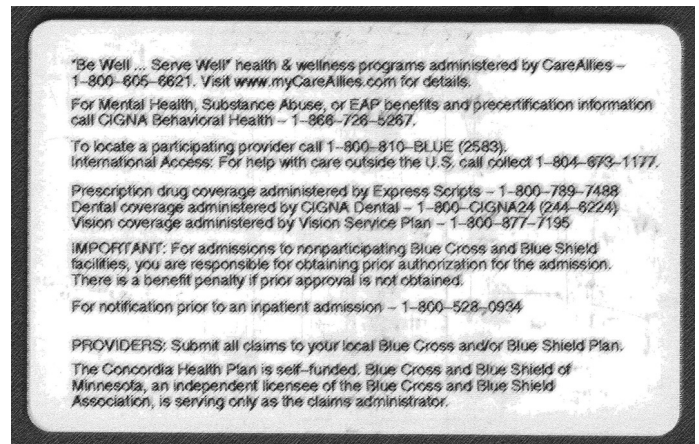 "Be Well ... Serve Well" health & wellness programs administered by CareAllies –
1–800–605–6621. Visit www.myCareAllies.com for details.
For Mental Health, Substance Abuse, or EAP benefits and precertification information
call CIGNA Behavioral Health – 1–866–726–5267.
To locate a participating provider call 1–800–810–BLUE (2583).
International Access: For help with care outside the U.S. call collect 1–804–673–1177.
Prescription drug coverage administered by Express Scripts – 1–800–789–7488
Dental coverage administered by CIGNA Dental – 1–800–CIGNA24 (244–6224)
Vision coverage administered by Vision Service Plan – 1–800–877–7195
IMPORTANT: For admissions to nonparticipating Blue Cross and Blue Shield
facilities, you are responsible for obtaining prior authorization for the admission.
There is a benefit penalty if prior approval is not obtained.
For notification prior to an inpatient admission – 1–800–528–0934
PROVIDERS: Submit all claims to your local Blue Cross and/or Blue Shield Plan.
The Concordia Health Plan is self–funded. Blue Cross and Blue Shield of
Minnesota, an independent licensee of the Blue Cross and Blue Shield
Association, is serving only as the claims administrator.